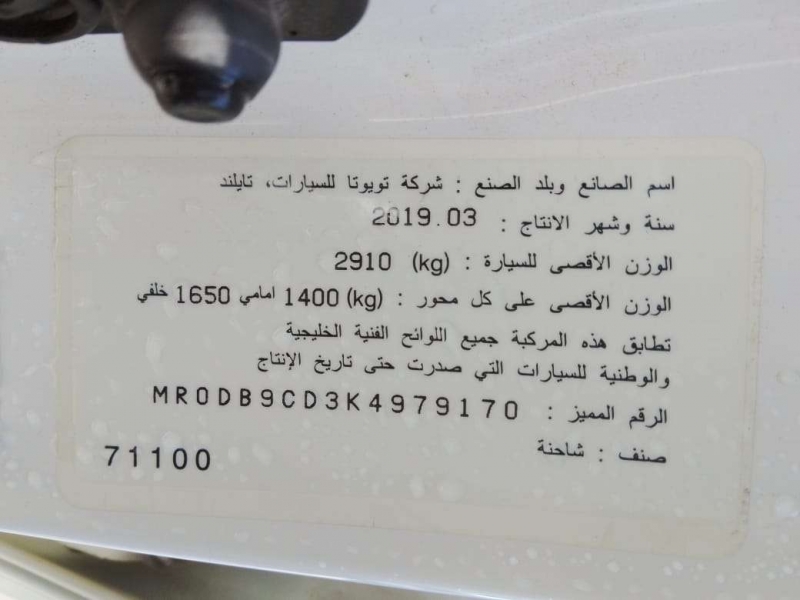 اسم الصانع وبلد الصنع : شركة تويوتا للسيارات، تايلند
سنة وشهر الانتاج : 2019.03
الوزن الأقصى للسيارة : (kg) 2910
الوزن الأقصى على كل محور : (kg) 1400 امامي 1650 خلفي
تطابق هذه المركبة جميع اللوائح الفنية الخليجية
والوطنية للسيارات التي صدرت حتى تاريخ الإنتاج
الرقم المميز : MR0DB9CD3K4979170
صنف : شاحنة 71100